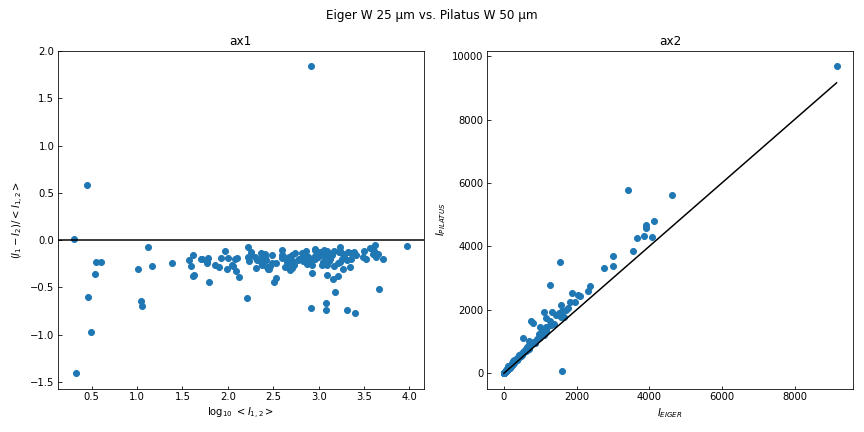 Eiger W 25 μm vs. Pilatus W 50 μm
ax1
2.0
1.5
1.0
0.5
0.0
−0.5
−1.0
−1.5
(I₁ − I₂)/< I₁,₂ >
0.5 1.0 1.5 2.0 2.5 3.0 3.5 4.0
log₁₀ < I₁,₂ >
ax2
10000
8000
6000
4000
2000
0
I_PILATUS
0 2000 4000 6000 8000
I_EIGER